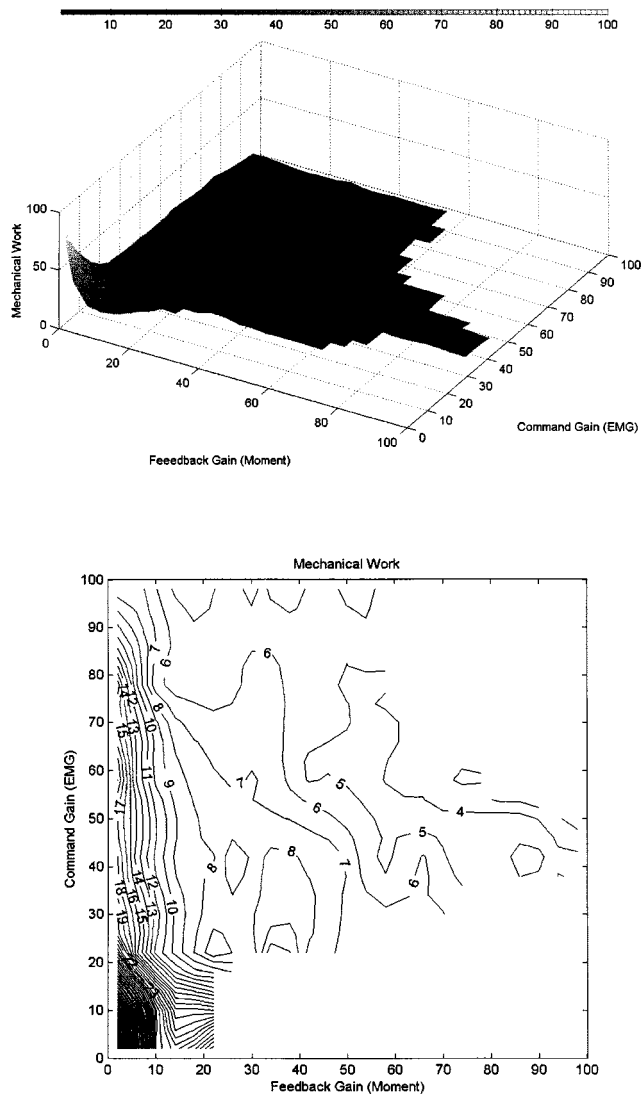 10 20 30 40 50 60 70 80 90 100
100
50
0
Mechanical Work
0 20 40 60 80 100
0 10 20 30 40 50 60 70 80 90 100
Command Gain (EMG)
Feeedback Gain (Moment)
Mechanical Work
100
90
80
70
60
50
40
30
20
10
0
Command Gain (EMG)
7 6
6
14 12 8
15 13 10
11 9 7 5
17 6 4
5
8 8 7
14 12 6
18 16 10
19 15 13
0 10 20 30 40 50 60 70 80 90 100
Feedback Gain (Moment)